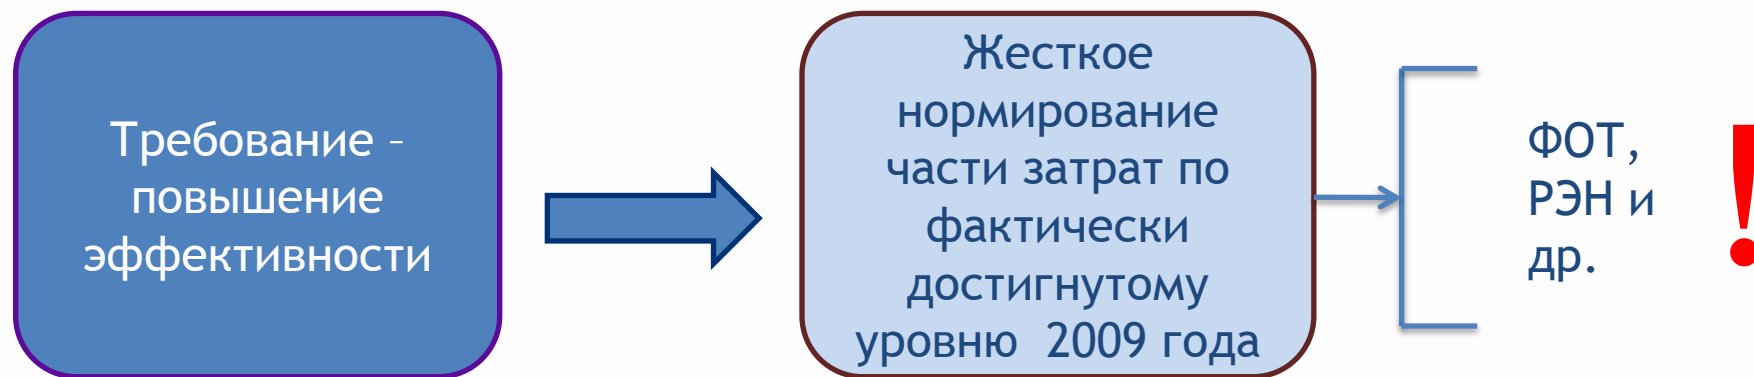 Требование –
повышение
эффективности
Жесткое
нормирование
части затрат по
фактически
достигнутому
уровню 2009 года
ФОТ,
РЭН и
др.
!